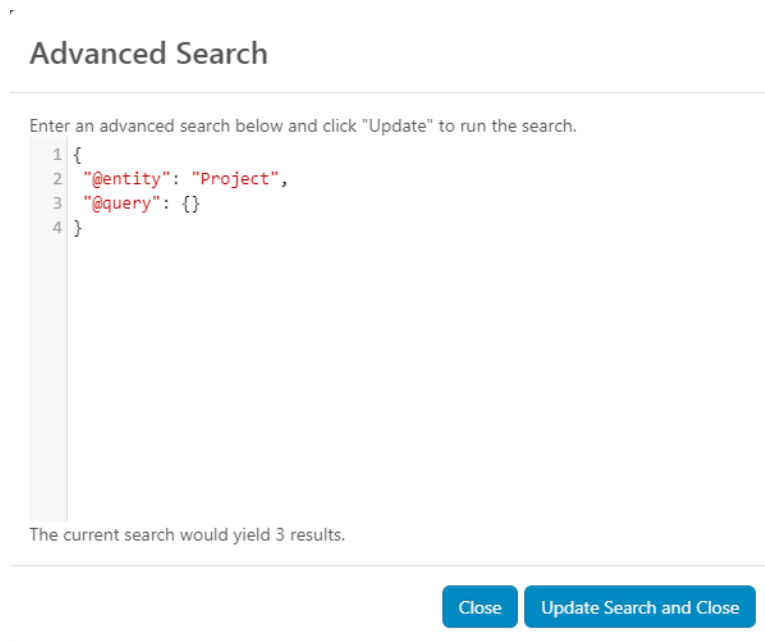 Advanced Search
Enter an advanced search below and click "Update" to run the search.
1 {
2  "@entity": "Project",
3  "@query": {}
4 }
The current search would yield 3 results.
Close Update Search and Close